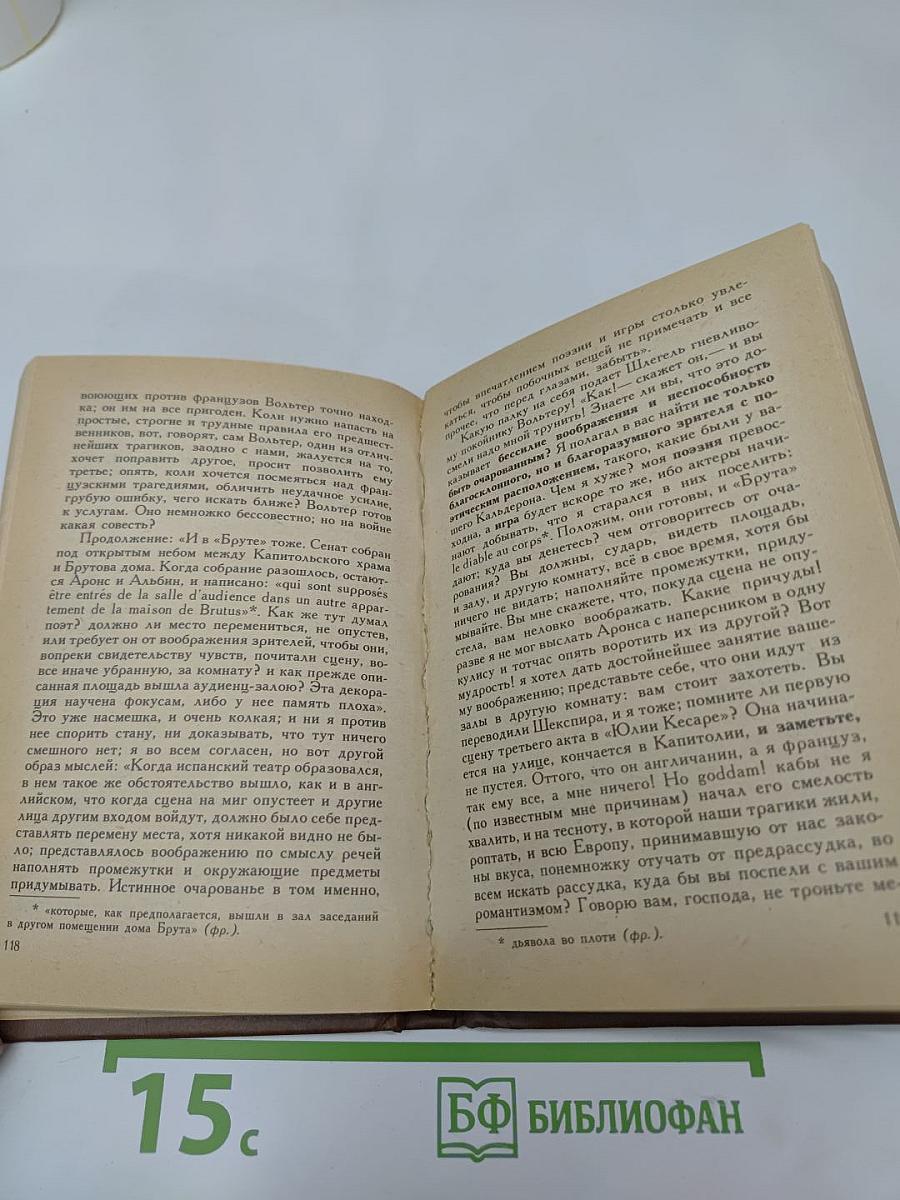 воюющих против французов Вольтер точно наход-
ка; он им на все пригоден. Коли нужно напасть на
простые, строгие и трудные правила его предшест-
венников, вот, говорят, сам Вольтер, один из отлич-
нейших трагиков, заодно с нами, жалуется на то,
хочет поправить другое, просит позволить ему
третье; опять, коли хочется посмеяться над фран-
цузскими трагедиями, обличить неудачное усилие,
грубую ошибку, чего искать ближе? Вольтер готов
к услугам. Оно немножко бессовестно; но на войне
какая совесть?
Продолжение: «И в «Бруте» тоже. Сенат собран
под открытым небом между Капитольского храма
и Брутова дома. Когда собрание разошлось, остают-
ся Аронс и Альбин, и написано: «qui sont supposés
être entrés de la salle d'audience dans un autre appar-
tement de la maison de Brutus»*. Как же тут думал
поэт? должно ли место перемениться, не опустев,
или требует он от воображения зрителей, чтобы они,
вопреки свидетельству чувств, почитали сцену, во-
все иначе убранную, за комнату? и как прежде опи-
санная площадь вышла аудиенц-залою? Эта декора-
ция научена фокусам, либо у нее память плоха».
Это уже насмешка, и очень колкая; и ни я против
нее спорить стану, ни доказывать, что тут ничего
смешного нет; я во всем согласен, но вот другой
образ мыслей: «Когда испанский театр образовался,
в нем такое же обстоятельство вышло, как и в анг-
лийском, что когда сцена на миг опустеет и другие
лица другим входом войдут, должно было себе пред-
ставлять перемену места, хотя никакой видно не бы-
ло; представлялось воображению по смыслу речей
наполнять промежутки и окружающие предметы
придумывать. Истинное очарованье в том именно,
* «которые, как предполагается, вышли в зал заседаний
в другом помещении дома Брута» (фр.).
118
чтобы впечатлением поэзии и игры столько увле-
каться, чтобы побочных вещей не примечать и все
прочее, что перед глазами, забыть».
Какую палку на себя подает Шлегель гневливо-
му покойнику Вольтеру! «Как!— скажет он,— и вы
смели надо мной трунить! Знаете ли вы, что это до-
казывает бессилие воображения и неспособность
быть очарованным? Я полагал в вас найти не только
благосклонного, но и благоразумного зрителя с по-
этическим расположением, такого, какие были у ва-
шего Кальдерона. Чем я хуже? моя поэзия превос-
ходна, а игра будет вскоре то же, ибо актеры начи-
нают добывать, что я старался в них поселить;
le diable au corps*. Положим, они готовы, и «Брута»
дают; куда вы денетесь? чем отговоритесь от оча-
рования? Вы должны, сударь, видеть площадь,
и залу, и другую комнату, всё в свое время, хотя бы
ничего не видать; наполняйте промежутки, приду-
мывайте. Вы мне скажете, что, покуда сцена не опу-
стела, вам неловко воображать. Какие причуды!
разве я не мог выслать Аронса с наперсником в одну
кулису и тотчас опять воротить их из другой? Вот
мудрость! я хотел дать достойнейшее занятие ваше-
му воображению; представьте себе, что они идут из
залы в другую комнату: вам стоит захотеть. Вы
переводили Шекспира, и я тоже; помните ли первую
сцену третьего акта в «Юлии Кесаре»? Она начина-
ется на улице, кончается в Капитолии, и заметьте,
не пустея. Оттого, что он англичанин, а я француз,
так ему все, а мне ничего! Но goddam! кабы не я
(по известным мне причинам) начал его смелость
хвалить, и на тесноту, в которой наши трагики жили,
роптать, и всю Европу, принимавшую от нас зако-
ны вкуса, понемножку отучать от предрассудка, во
всем искать рассудка, куда бы вы поспели с вашим
романтизмом? Говорю вам, господа, не троньте ме-
* дьявола во плоти (фр.).
11
15 с
БФ БИБЛИОФАН